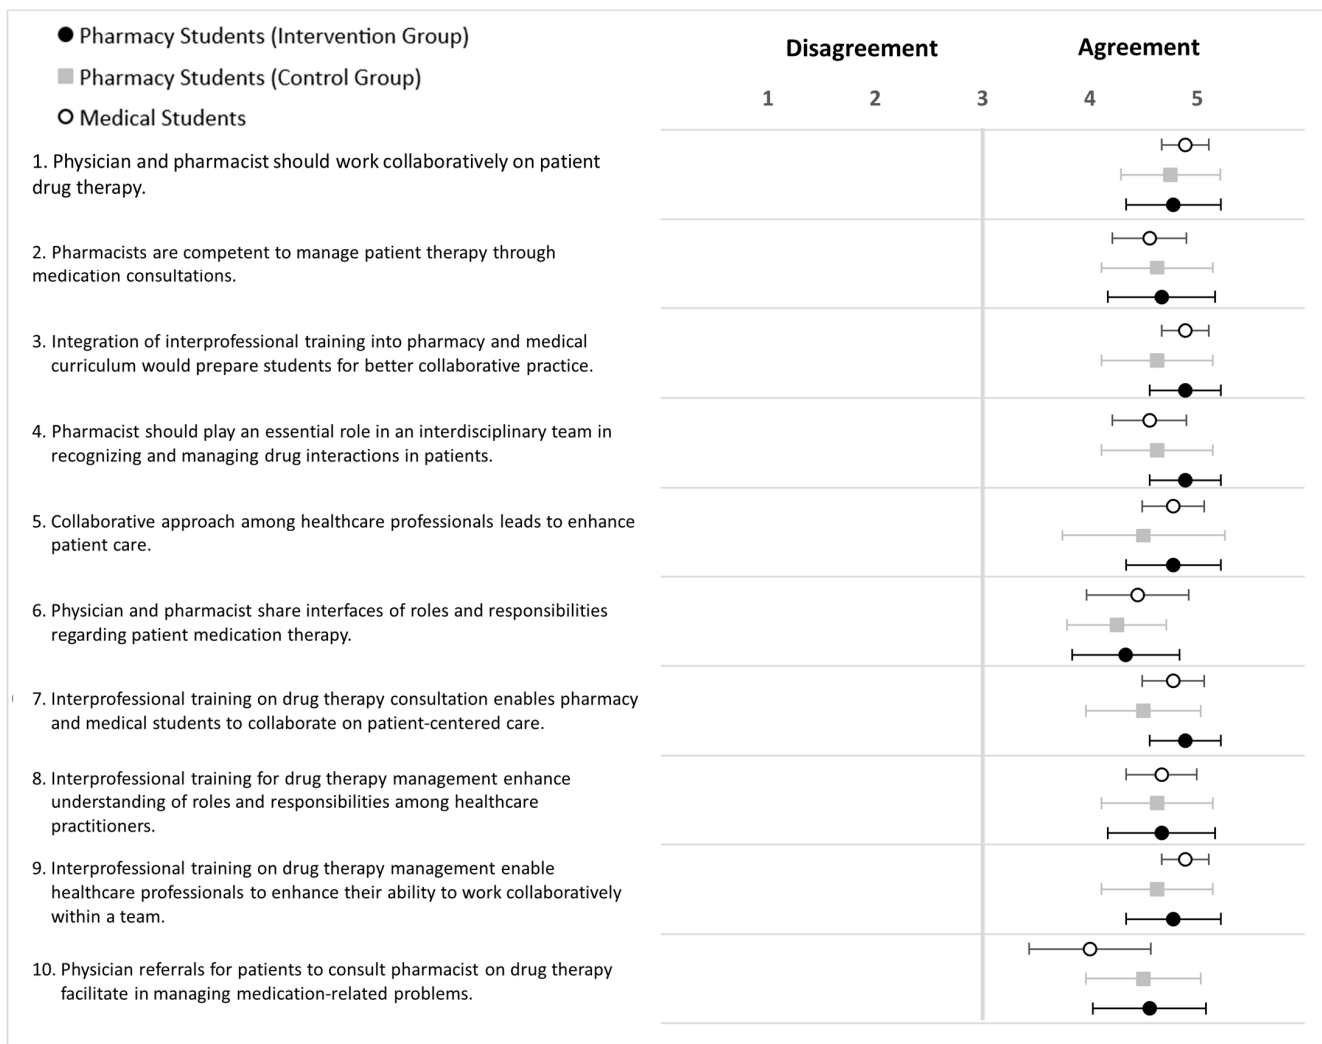 Pharmacy Students (Intervention Group)
Pharmacy Students (Control Group)
Medical Students
Disagreement Agreement
1 2 3 4 5
1. Physician and pharmacist should work collaboratively on patient
drug therapy.
2. Pharmacists are competent to manage patient therapy through
medication consultations.
3. Integration of interprofessional training into pharmacy and medical
curriculum would prepare students for better collaborative practice.
4. Pharmacist should play an essential role in an interdisciplinary team in
recognizing and managing drug interactions in patients.
5. Collaborative approach among healthcare professionals leads to enhance
patient care.
6. Physician and pharmacist share interfaces of roles and responsibilities
regarding patient medication therapy.
7. Interprofessional training on drug therapy consultation enables pharmacy
and medical students to collaborate on patient-centered care.
8. Interprofessional training for drug therapy management enhance
understanding of roles and responsibilities among healthcare
practitioners.
9. Interprofessional training on drug therapy management enable
healthcare professionals to enhance their ability to work collaboratively
within a team.
10. Physician referrals for patients to consult pharmacist on drug therapy
facilitate in managing medication-related problems.